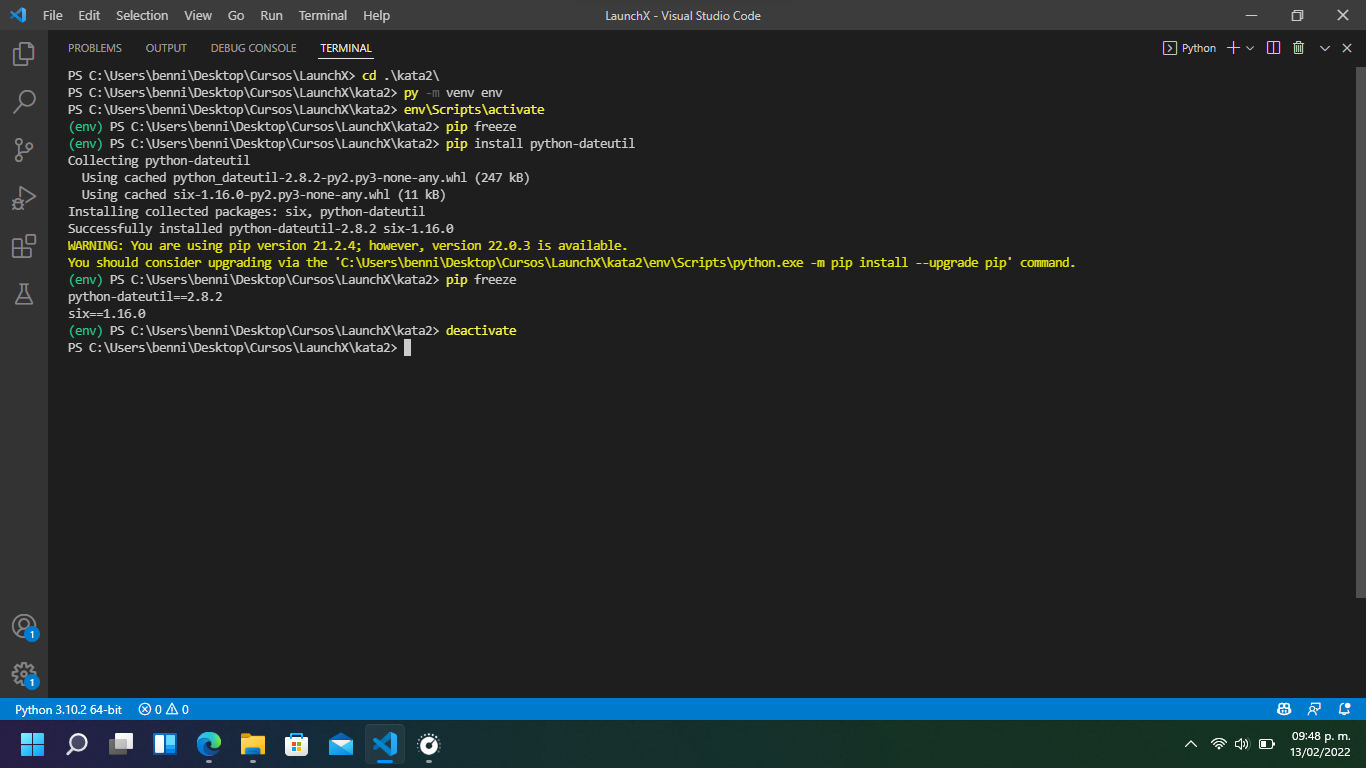 File Edit Selection View Go Run Terminal Help LaunchX - Visual Studio Code
PROBLEMS OUTPUT DEBUG CONSOLE TERMINAL Python
PS C:\Users\benni\Desktop\Cursos\LaunchX> cd .\kata2\
PS C:\Users\benni\Desktop\Cursos\LaunchX\kata2> py -m venv env
PS C:\Users\benni\Desktop\Cursos\LaunchX\kata2> env\Scripts\activate
(env) PS C:\Users\benni\Desktop\Cursos\LaunchX\kata2> pip freeze
(env) PS C:\Users\benni\Desktop\Cursos\LaunchX\kata2> pip install python-dateutil
Collecting python-dateutil
  Using cached python_dateutil-2.8.2-py2.py3-none-any.whl (247 kB)
  Using cached six-1.16.0-py2.py3-none-any.whl (11 kB)
Installing collected packages: six, python-dateutil
Successfully installed python-dateutil-2.8.2 six-1.16.0
WARNING: You are using pip version 21.2.4; however, version 22.0.3 is available.
You should consider upgrading via the 'C:\Users\benni\Desktop\Cursos\LaunchX\kata2\env\Scripts\python.exe -m pip install --upgrade pip' command.
(env) PS C:\Users\benni\Desktop\Cursos\LaunchX\kata2> pip freeze
python-dateutil==2.8.2
six==1.16.0
(env) PS C:\Users\benni\Desktop\Cursos\LaunchX\kata2> deactivate
PS C:\Users\benni\Desktop\Cursos\LaunchX\kata2>
1
1
Python 3.10.2 64-bit 0 0
09:48 p. m.
13/02/2022